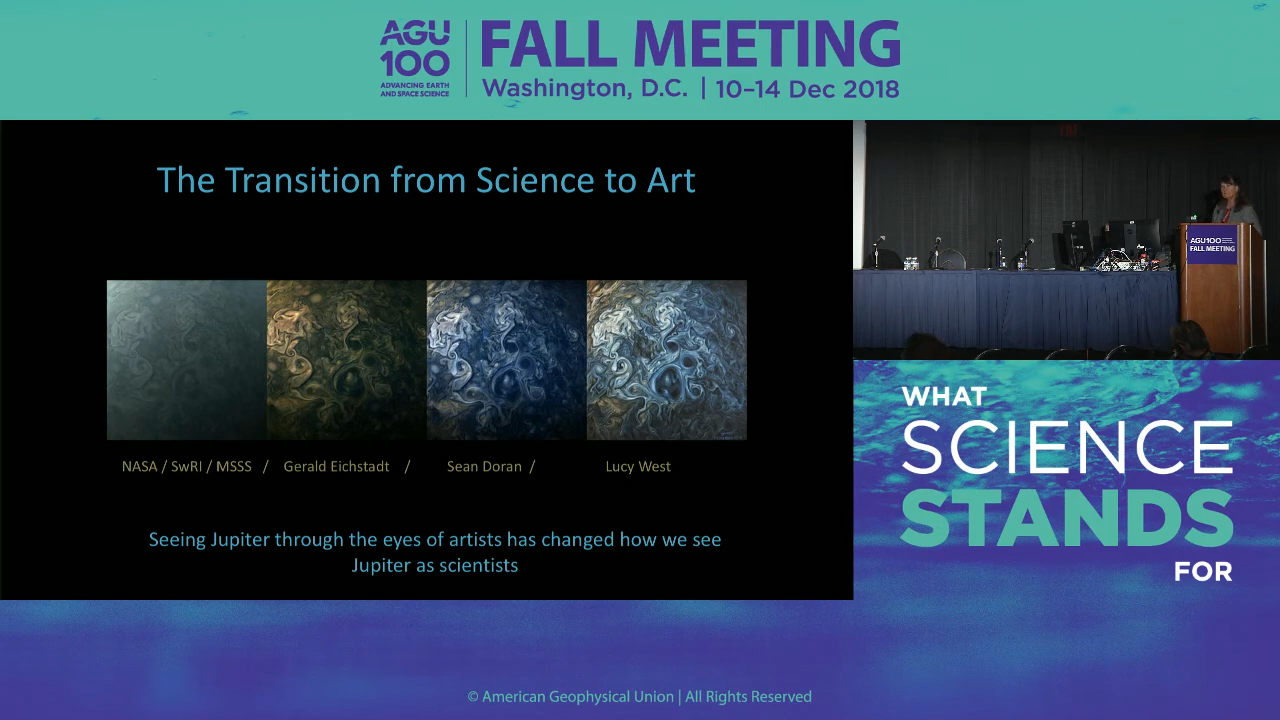 AGU
100
ADVANCING EARTH
AND SPACE SCIENCE
FALL MEETING
Washington, D.C. | 10–14 Dec 2018
The Transition from Science to Art
NASA / SwRI / MSSS / Gerald Eichstadt / Sean Doran / Lucy West
Seeing Jupiter through the eyes of artists has changed how we see
Jupiter as scientists
AGU100
FALL MEETING
WHAT
SCIENCE
STANDS
FOR
© American Geophysical Union | All Rights Reserved